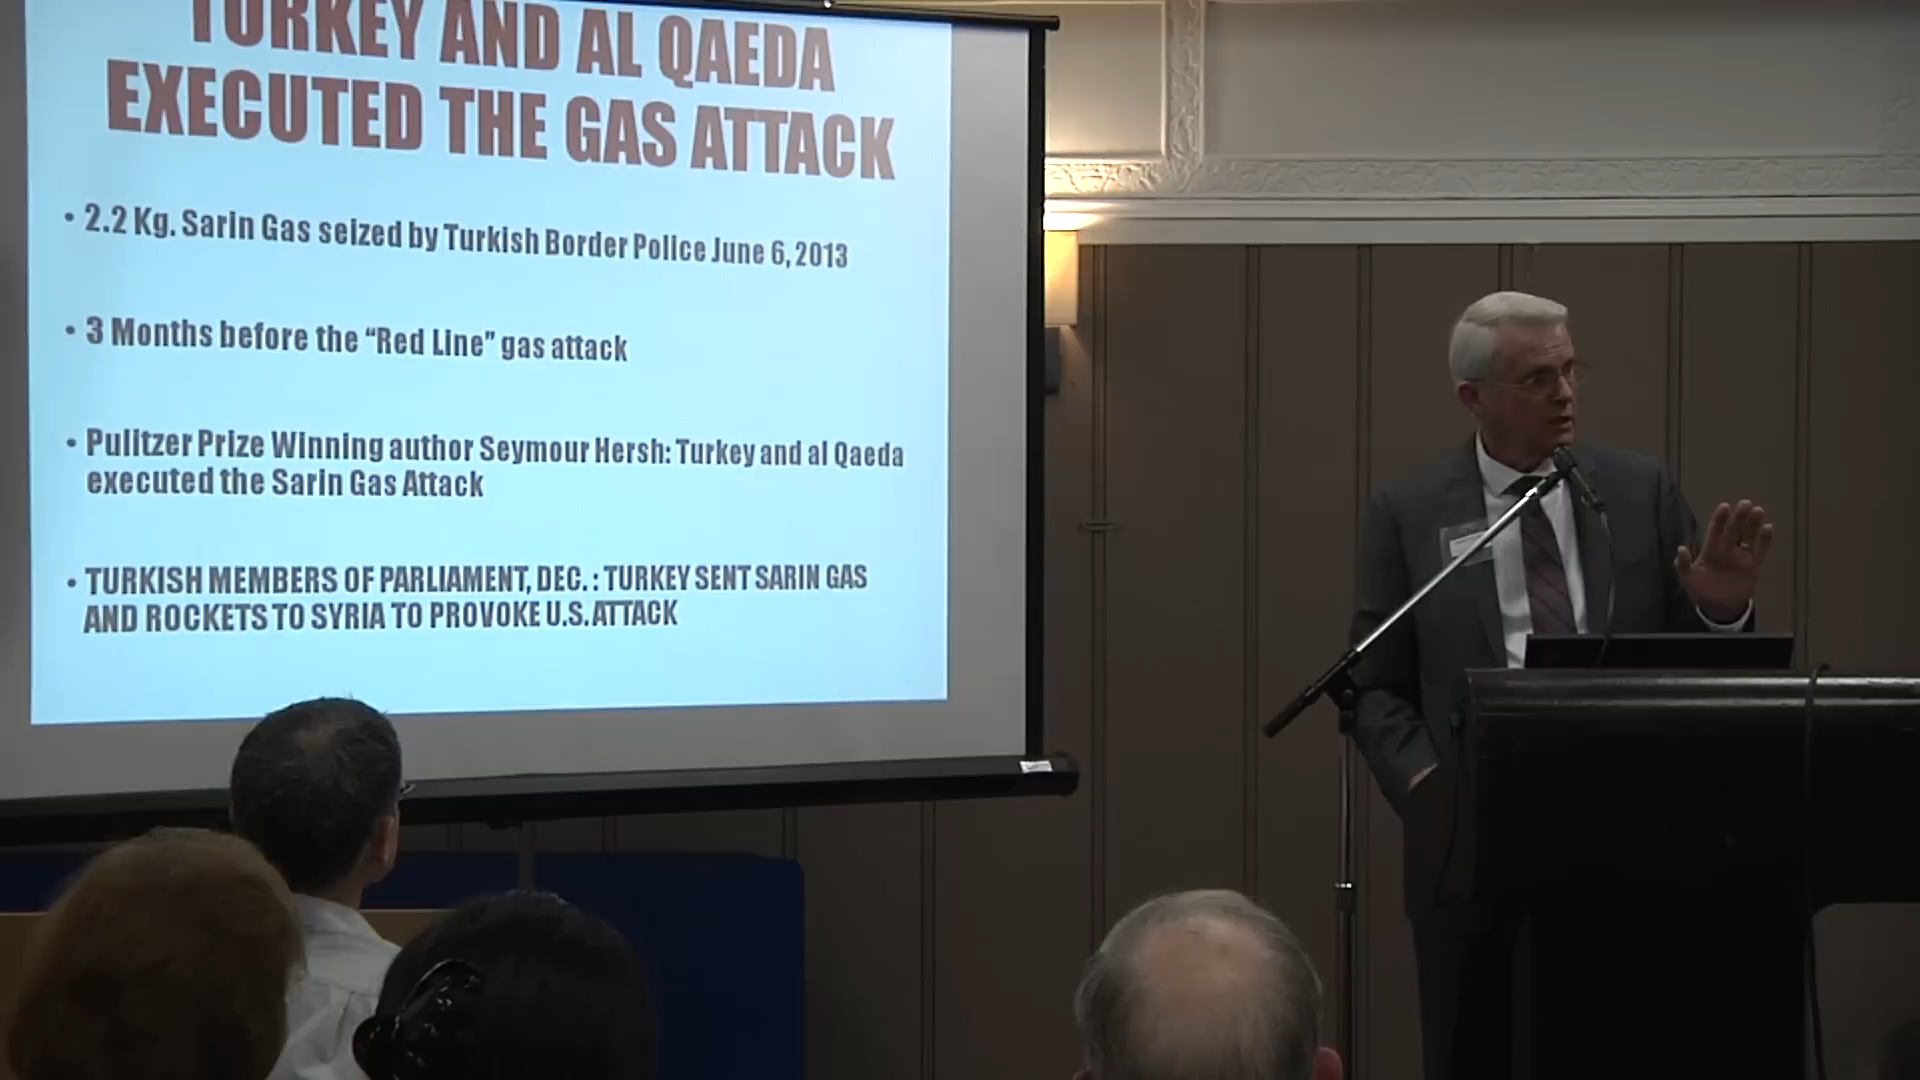 TURKEY AND AL QAEDA
EXECUTED THE GAS ATTACK
• 2.2 Kg. Sarin Gas seized by Turkish Border Police June 6, 2013
• 3 Months before the “Red Line” gas attack
• Pulitzer Prize Winning author Seymour Hersh: Turkey and al Qaeda
executed the Sarin Gas Attack
• TURKISH MEMBERS OF PARLIAMENT, DEC. : TURKEY SENT SARIN GAS
AND ROCKETS TO SYRIA TO PROVOKE U.S. ATTACK